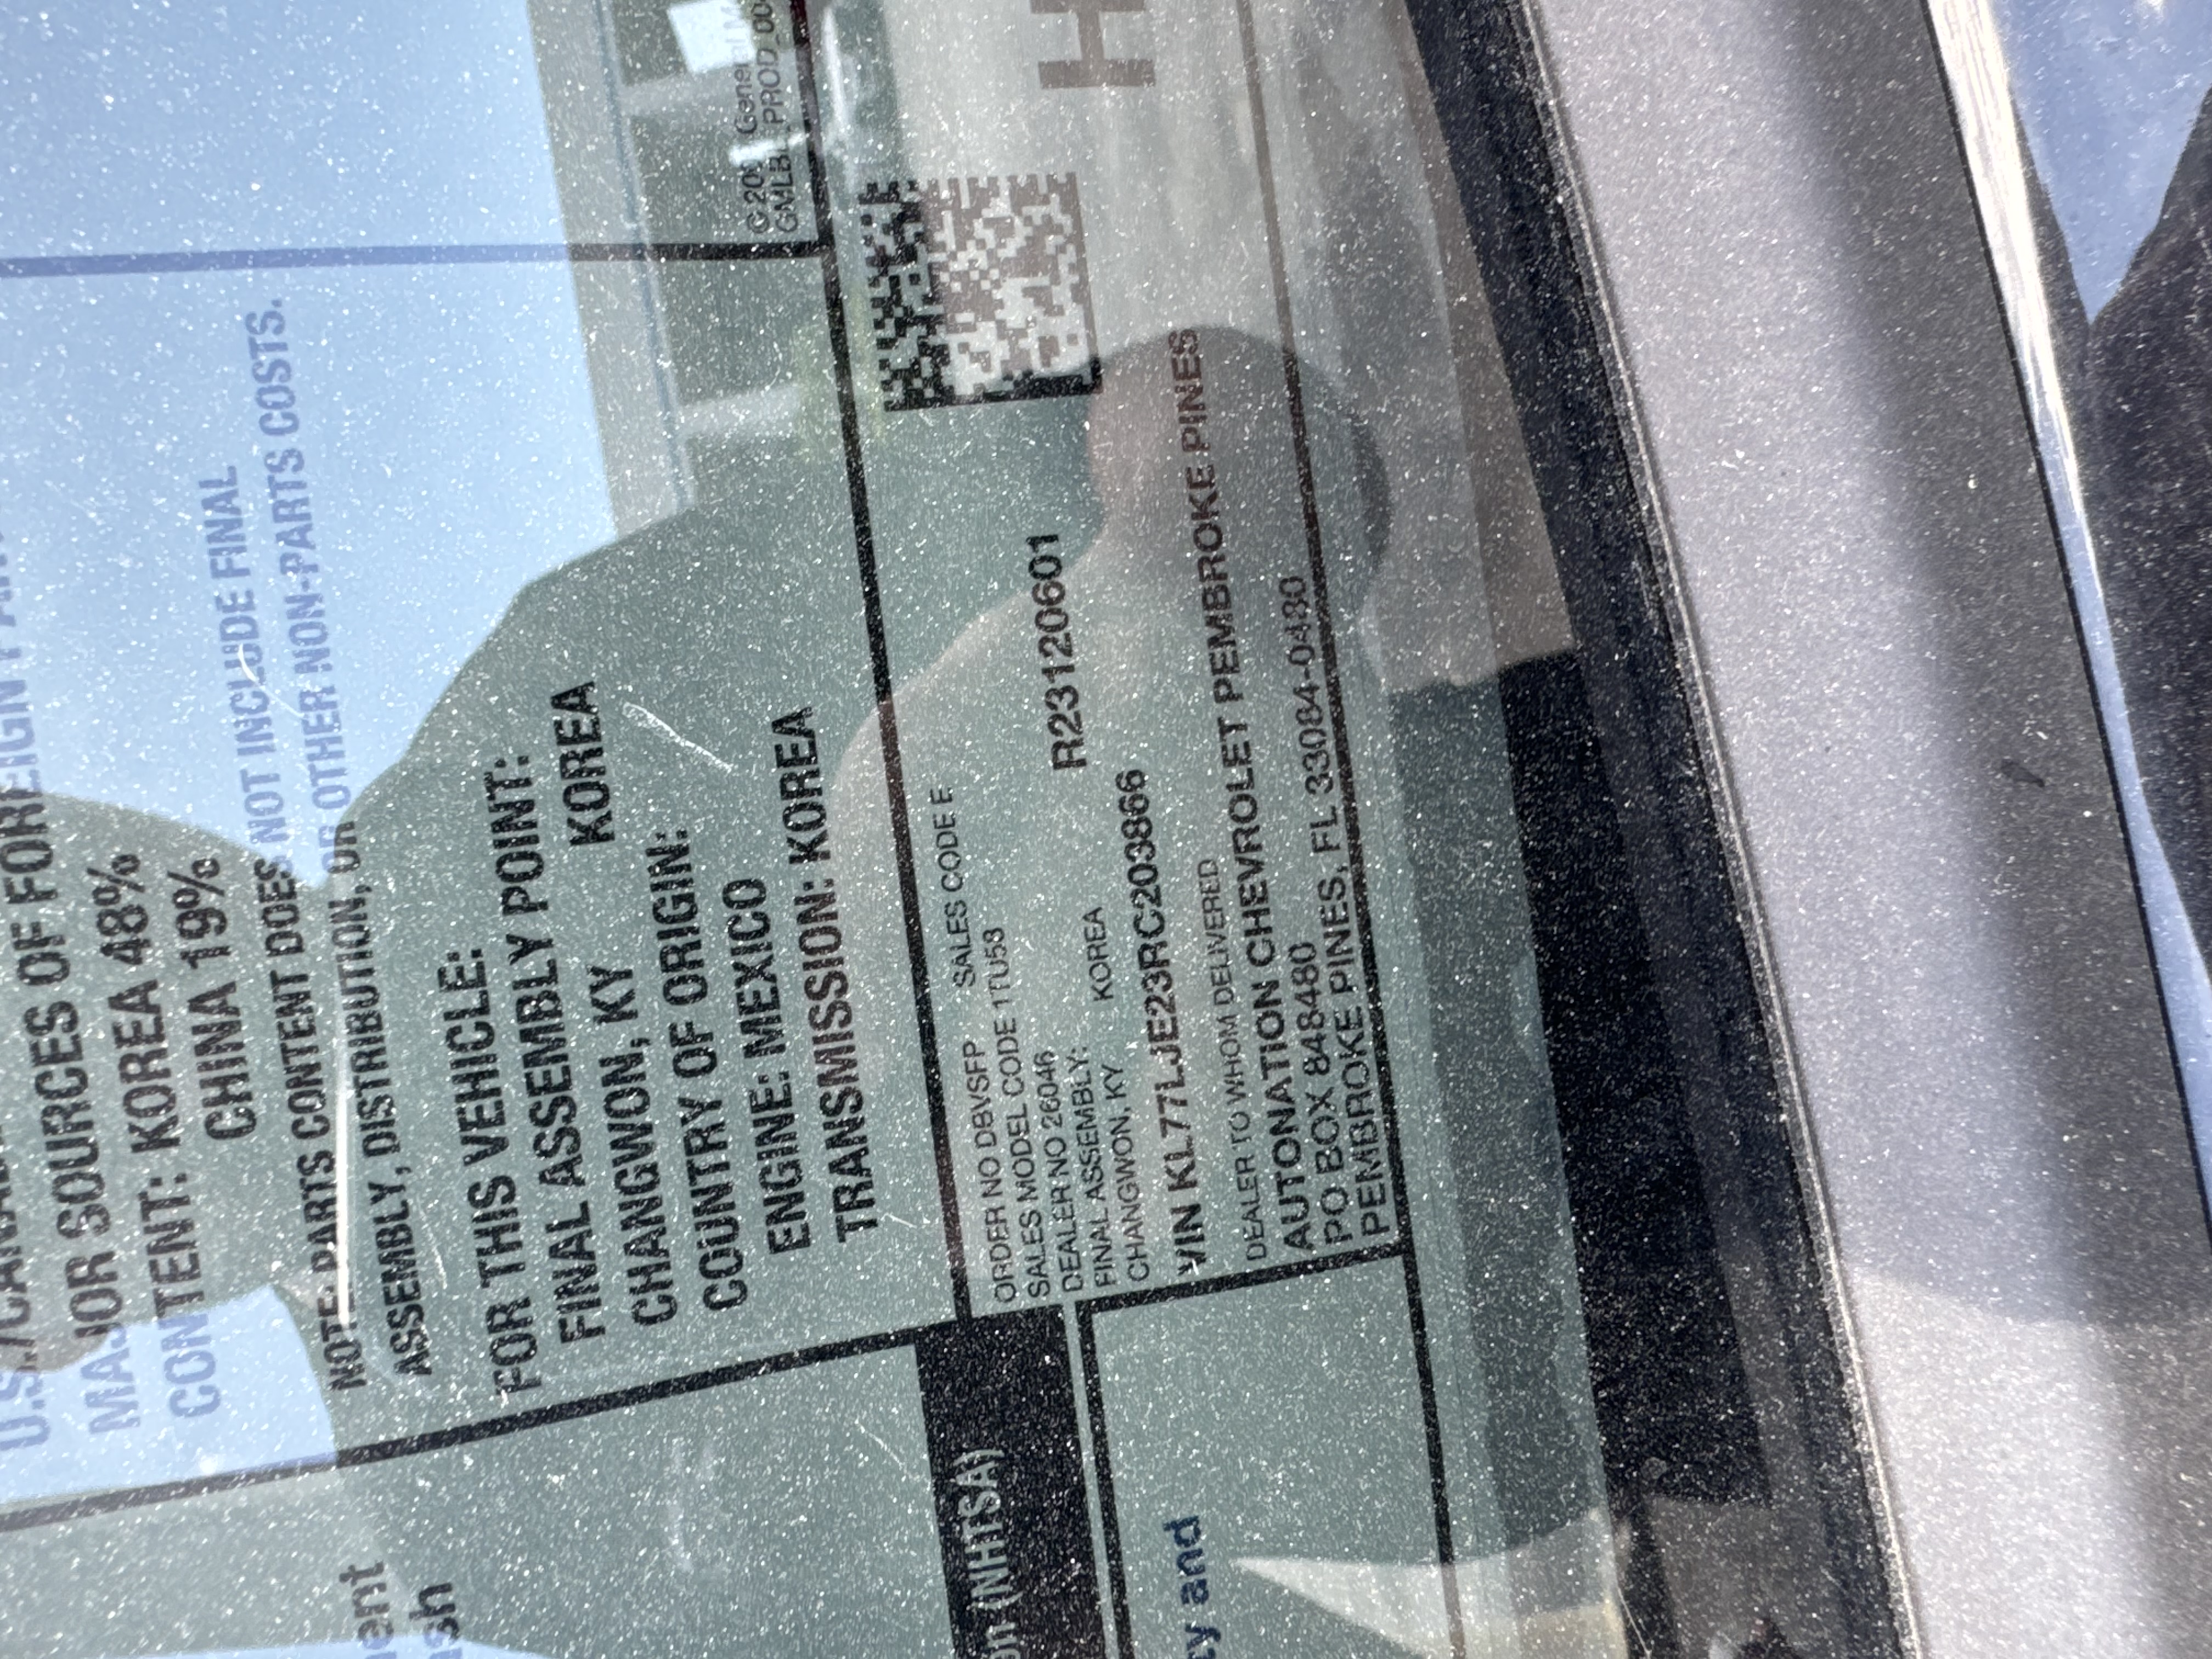 MAJOR SOURCES OF FOREIGN
CONTENT: KOREA 48%
CHINA 19%
NOTE: PARTS CONTENT DOES NOT INCLUDE FINAL
ASSEMBLY, DISTRIBUTION, OR OTHER NON-PARTS COSTS.
FOR THIS VEHICLE:
FINAL ASSEMBLY POINT:
CHANGWON, KY KOREA
COUNTRY OF ORIGIN:
ENGINE: MEXICO
TRANSMISSION: KOREA
ORDER NO DBVSFP SALES CODE E
SALES MODEL CODE 1TU58
DEALER NO 26046
FINAL ASSEMBLY:
CHANGWON, KY KOREA
R23120601
VIN KL77LJE23RC203866
DEALER TO WHOM DELIVERED
AUTONATION CHEVROLET PEMBROKE PINES
PO BOX 848480
PEMBROKE PINES, FL 33084-0480
(NHTSA)
and
H